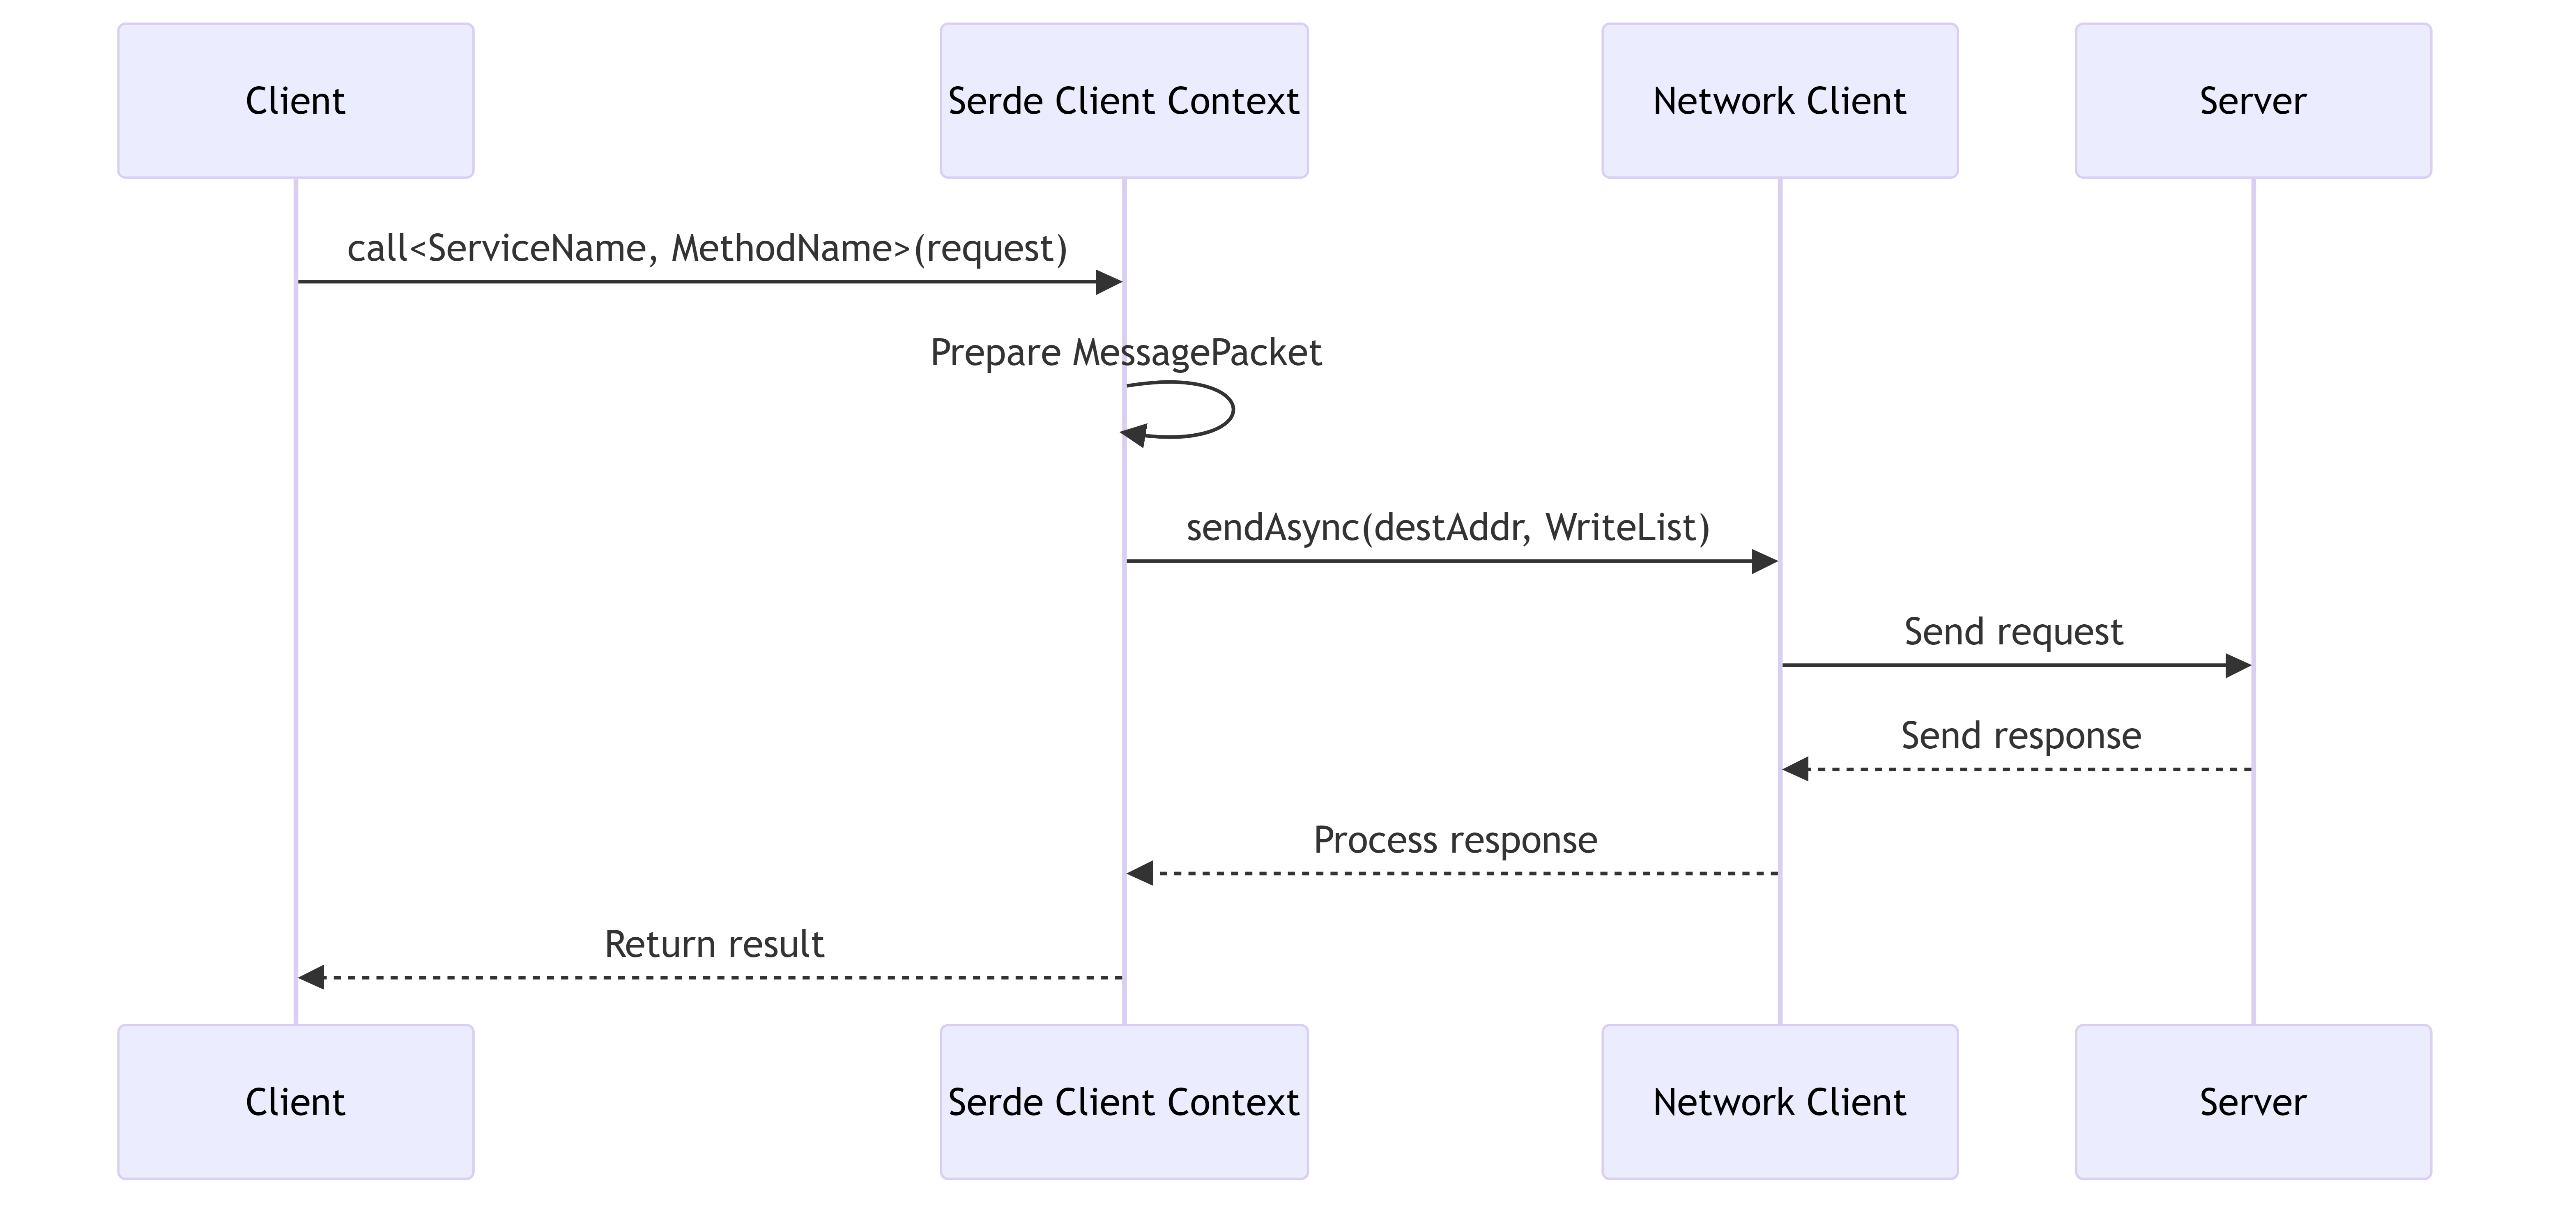 Client
Serde Client Context
Network Client
Server
call<ServiceName, MethodName>(request)
Prepare MessagePacket
sendAsync(destAddr, WriteList)
Send request
Send response
Process response
Return result
Client
Serde Client Context
Network Client
Server